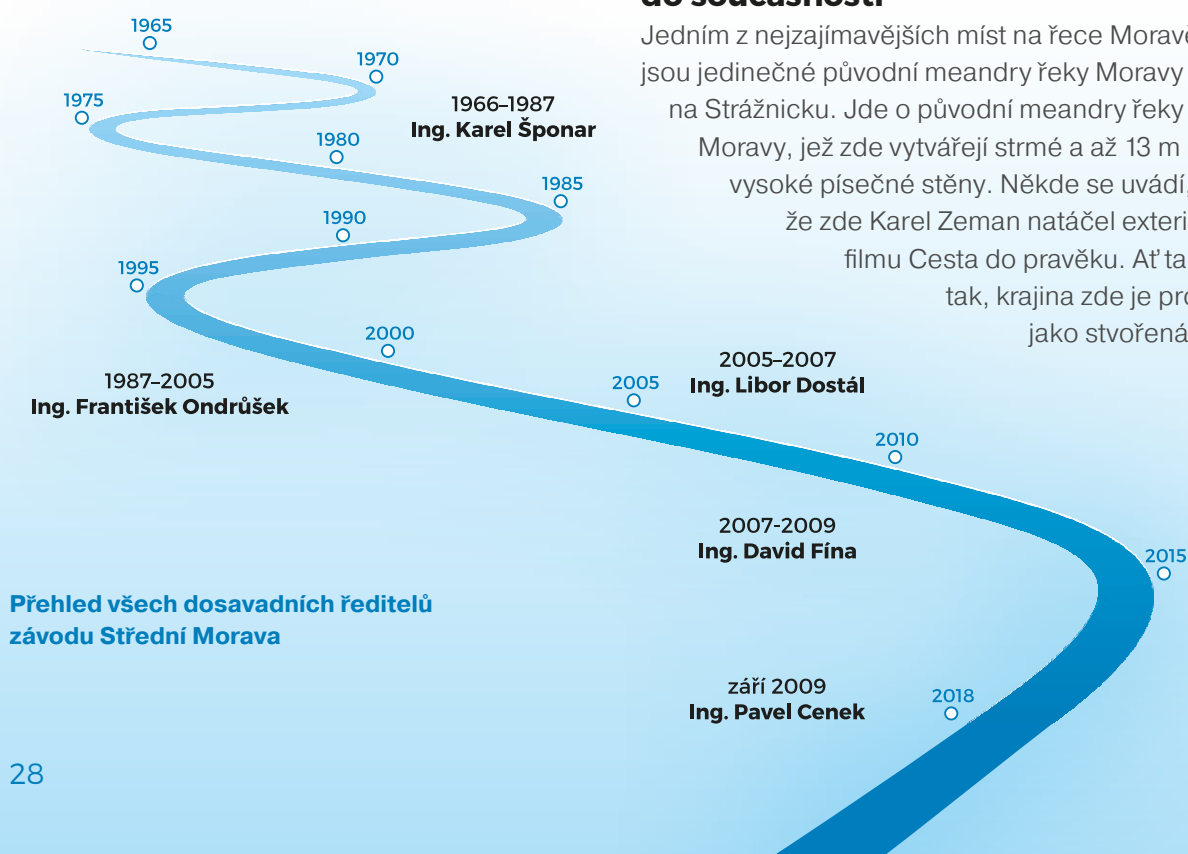 do současnosti
Jedním z nejzajímavějších míst na řece Moravě
jsou jedinečné původní meandry řeky Moravy
na Strážnicku. Jde o původní meandry řeky
Moravy, jež zde vytvářejí strmé a až 13 m
vysoké písečné stěny. Někde se uvádí,
že zde Karel Zeman natáčel exteri
filmu Cesta do pravěku. Ať ta
tak, krajina zde je pro
jako stvořená
1965
1970
1975
1966–1987
Ing. Karel Šponar
1980
1985
1990
1995
2000
1987–2005
Ing. František Ondrůšek
2005
2005–2007
Ing. Libor Dostál
2010
2007-2009
Ing. David Fína
2015
Přehled všech dosavadních ředitelů
závodu Střední Morava
září 2009
Ing. Pavel Cenek
2018
28